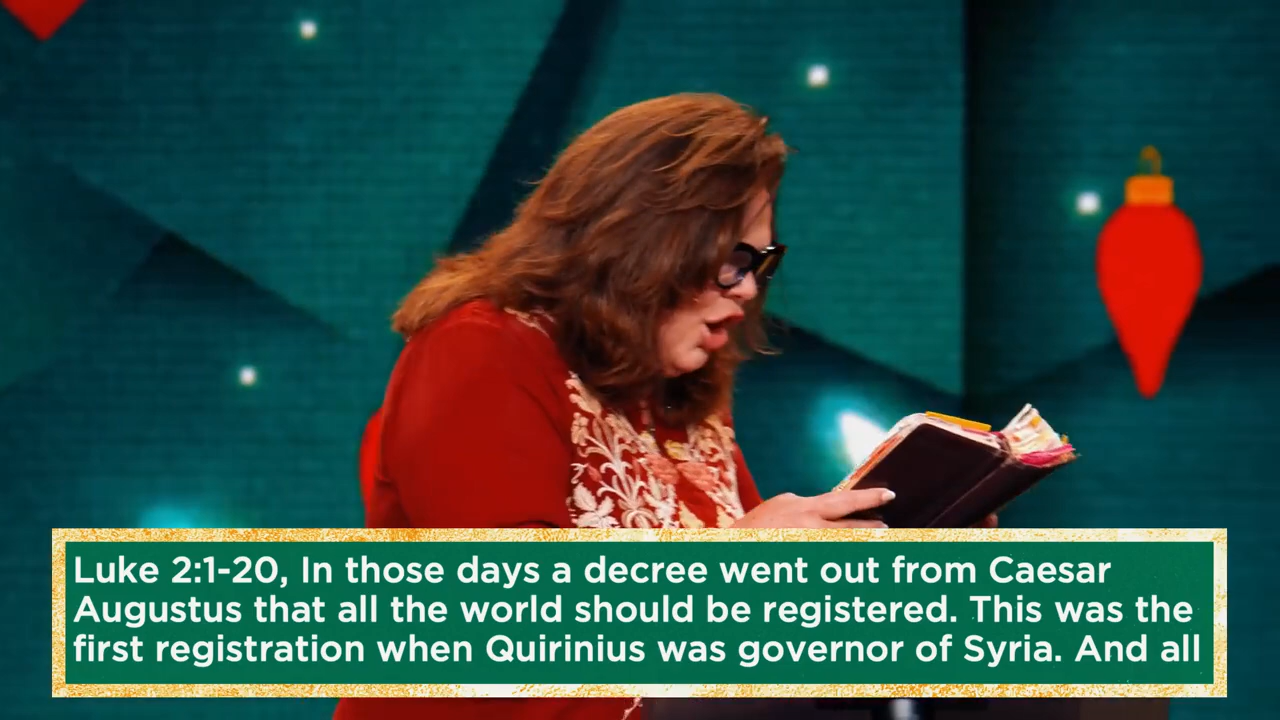 Luke 2:1-20, In those days a decree went out from Caesar
Augustus that all the world should be registered. This was the
first registration when Quirinius was governor of Syria. And all